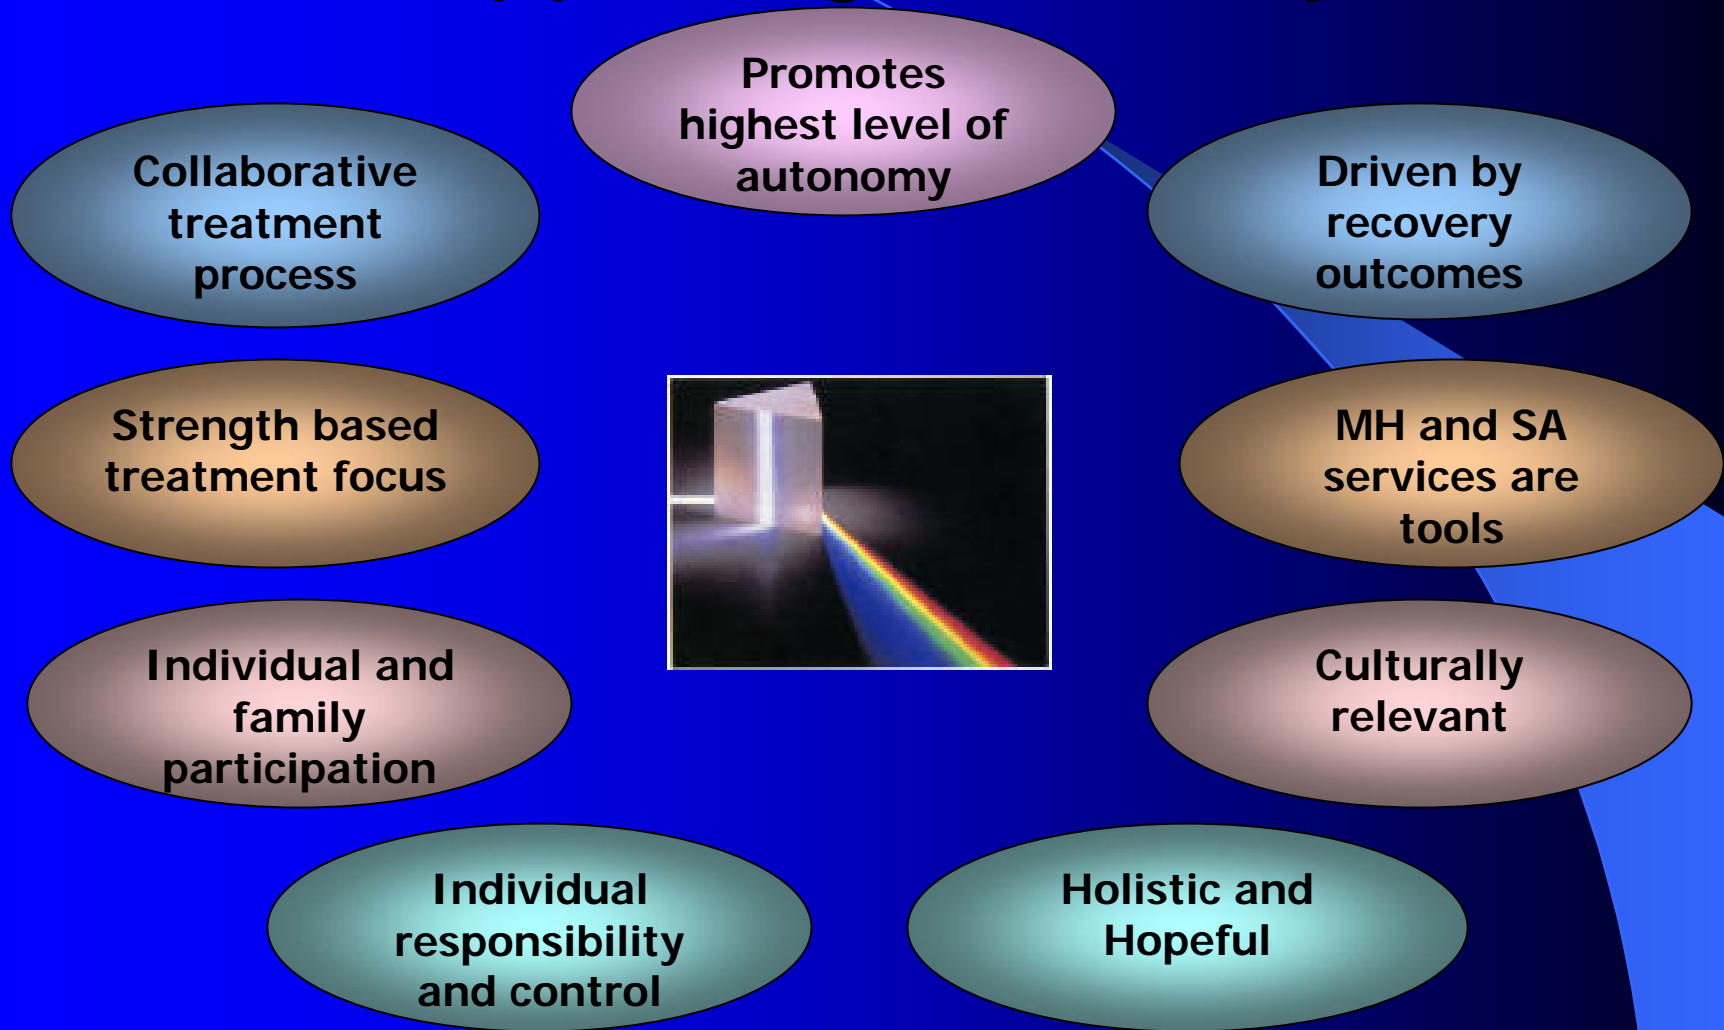 Promotes
highest level of
autonomy
Collaborative
treatment
process
Driven by
recovery
outcomes
Strength based
treatment focus
MH and SA
services are
tools
Individual and
family
participation
Culturally
relevant
Individual
responsibility
and control
Holistic and
Hopeful